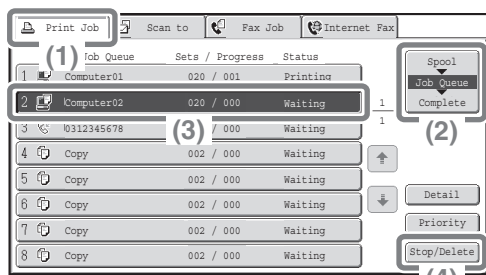 Print Job Scan to Fax Job Internet Fax
(1) Job Queue Sets / Progress Status
1 Computer01 020 / 001 Printing
2 Computer02 020 / 000 Waiting
3 0312345678 (3) / 000 Waiting
4 Copy 002 / 000 Waiting
5 Copy 002 / 000 Waiting
6 Copy 002 / 000 Waiting
7 Copy 002 / 000 Waiting
8 Copy 002 / 000 Waiting
1
1
Spool
Job Queue
Complete
(2)
Detail
Priority
Stop/Delete
(4)